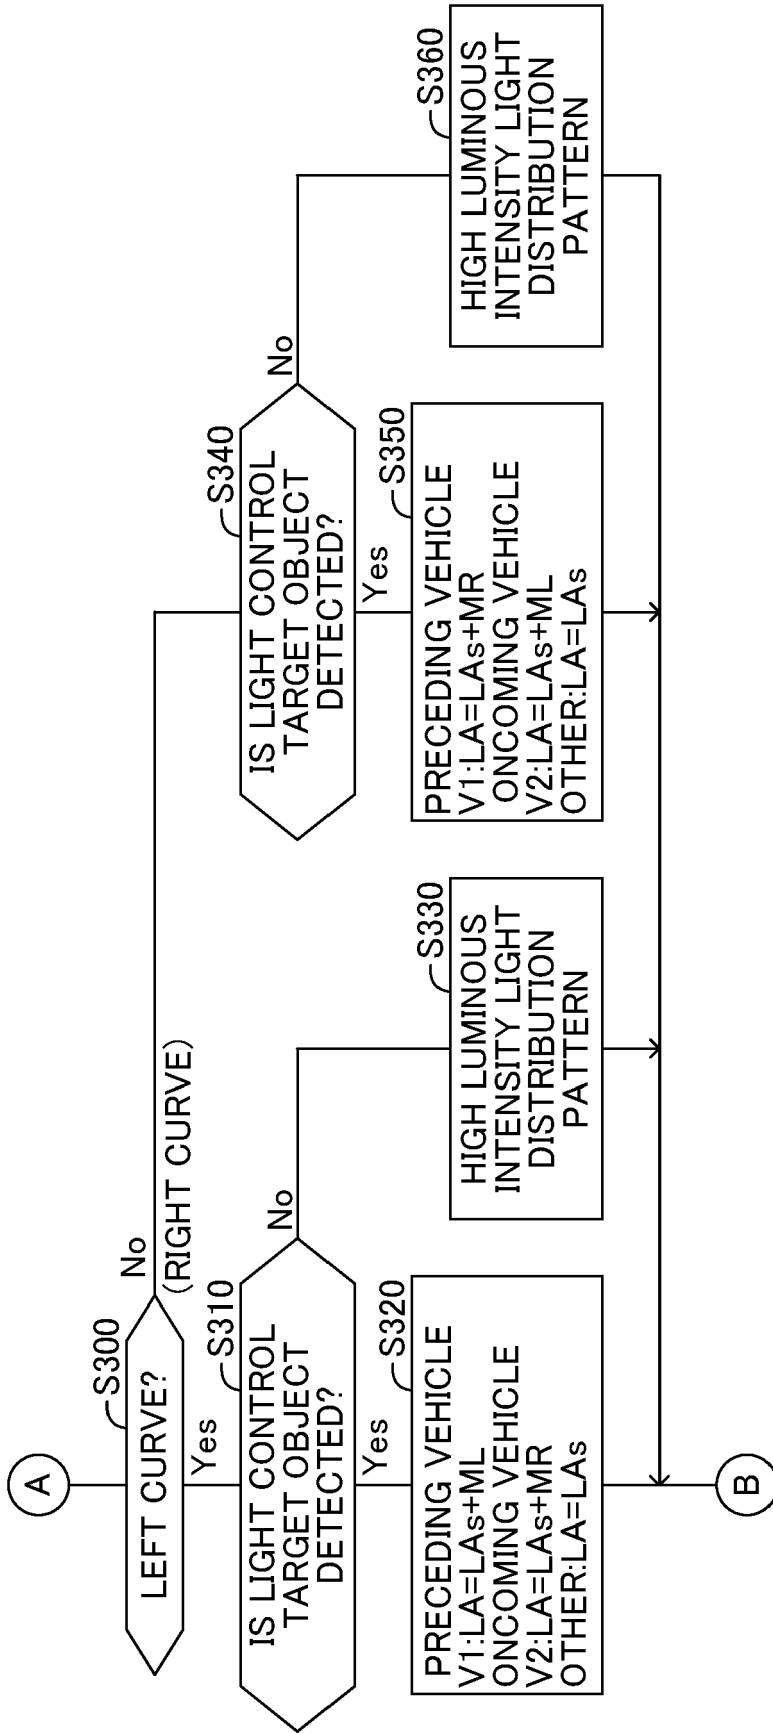 A
LEFT CURVE?
S300
No
(RIGHT CURVE)
Yes
IS LIGHT CONTROL
TARGET OBJECT
DETECTED?
S310
No
Yes
PRECEDING VEHICLE
V1:LA=LAs+ML
ONCOMING VEHICLE
V2:LA=LAs+MR
OTHER:LA=LAs
S320
HIGH LUMINOUS
INTENSITY LIGHT
DISTRIBUTION
PATTERN
S330
IS LIGHT CONTROL
TARGET OBJECT
DETECTED?
S340
No
Yes
PRECEDING VEHICLE
V1:LA=LAs+MR
ONCOMING VEHICLE
V2:LA=LAs+ML
OTHER:LA=LAs
S350
HIGH LUMINOUS
INTENSITY LIGHT
DISTRIBUTION
PATTERN
S360
B